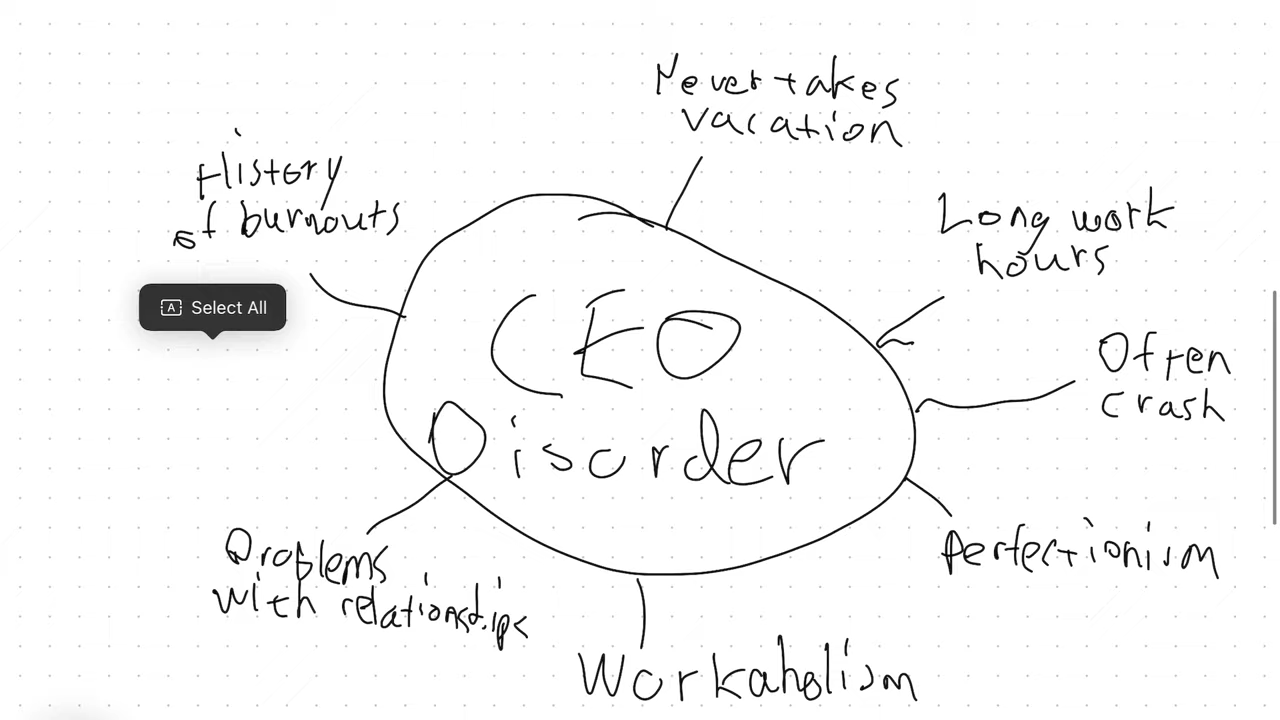 Never takes
vacation
History
of burnouts
Long work
hours
Select All
CEO
Disorder
Often
crash
Problems
with relationships
Perfectionism
Workaholism